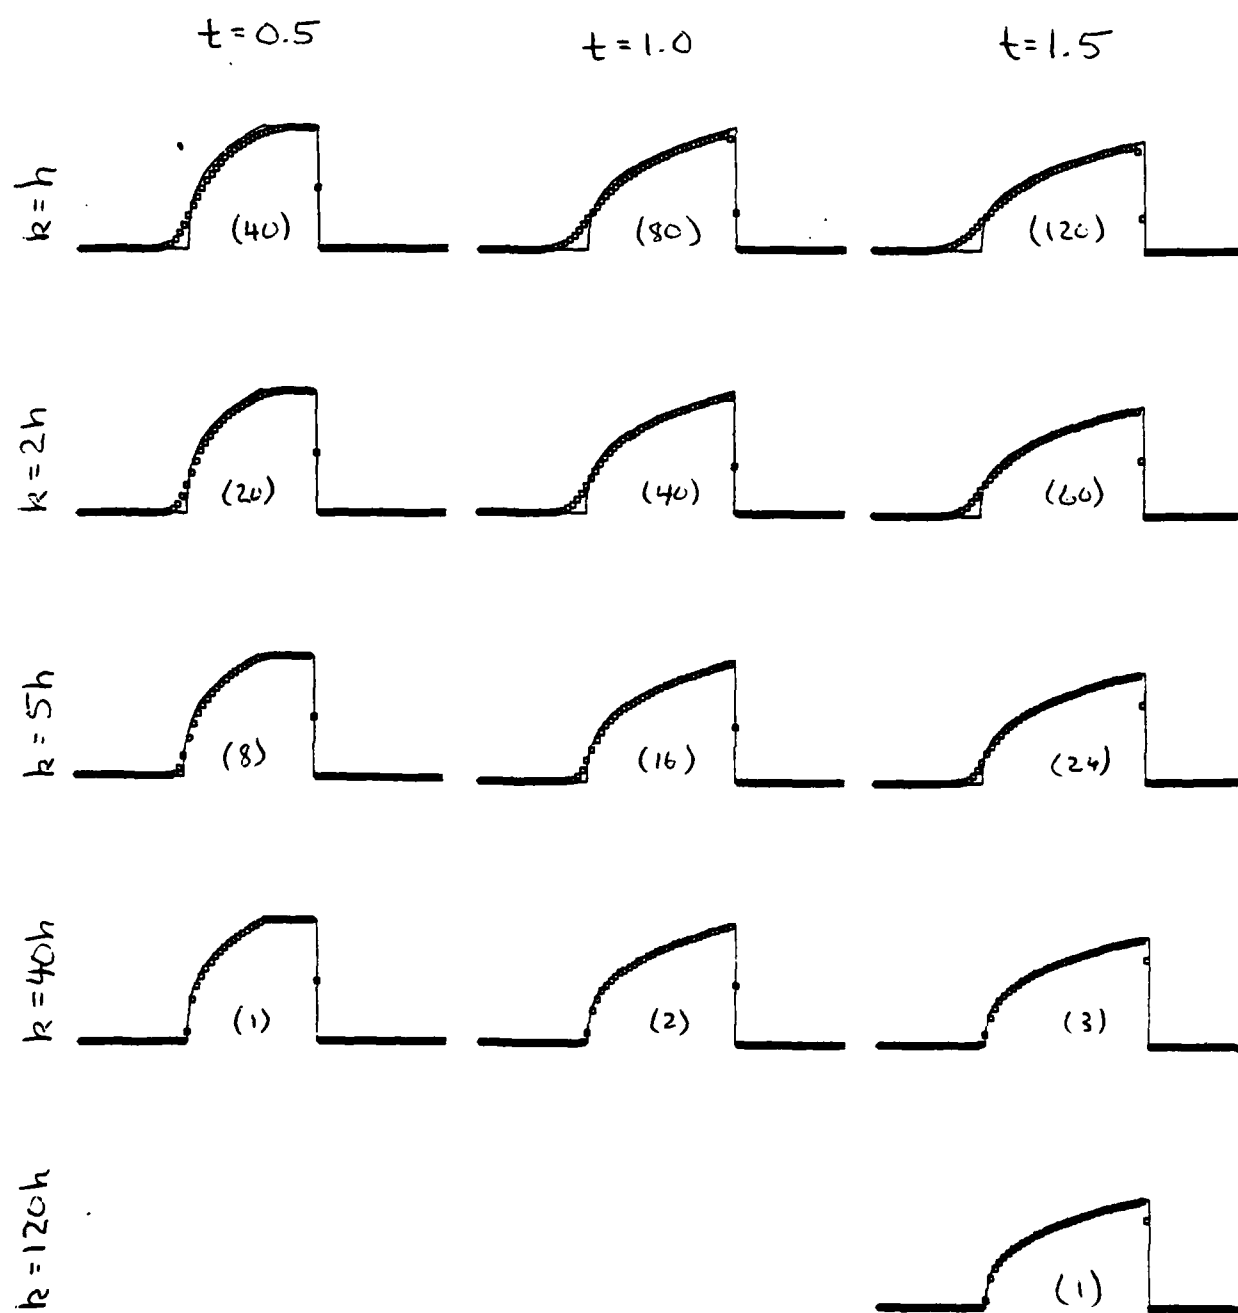 t=0.5 t=1.0 t=1.5
k=h (40) (80) (120)
k=2h (20) (40) (60)
k=5h (8) (16) (24)
k=40h (1) (2) (3)
k=120h (1)